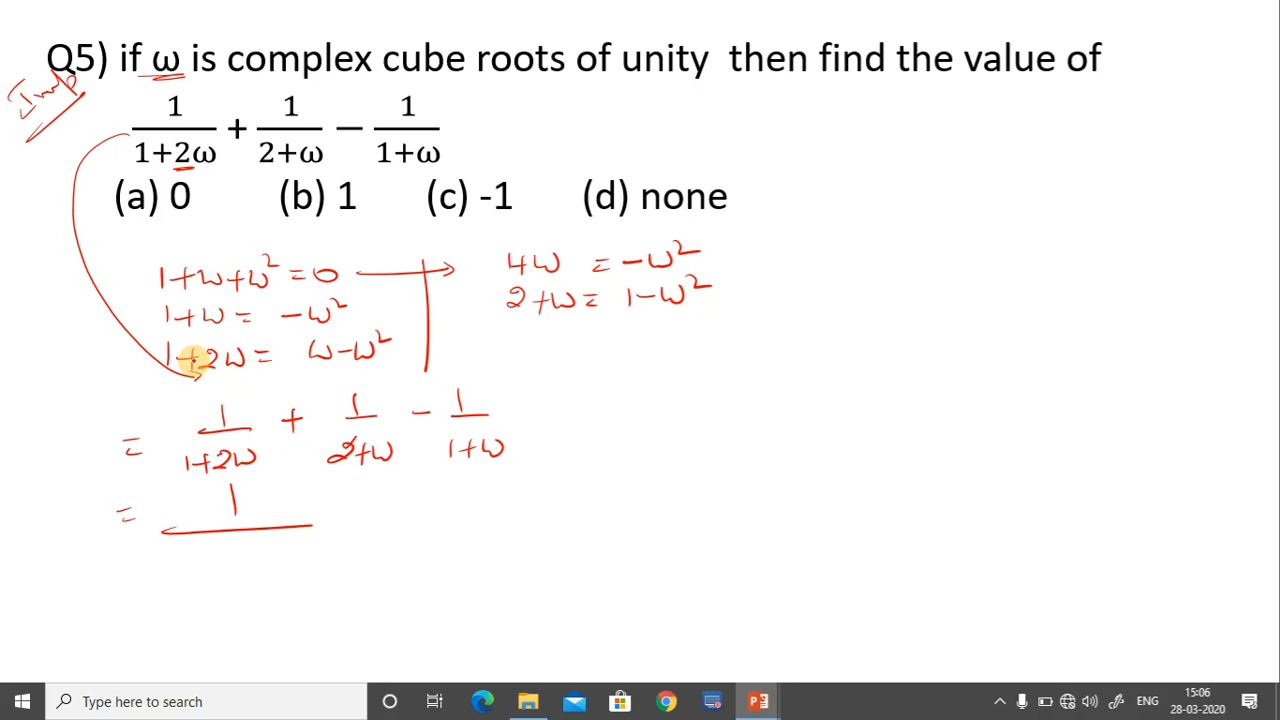 Q5) if ω is complex cube roots of unity then find the value of
Imp
1/(1+2ω) + 1/(2+ω) − 1/(1+ω)
(a) 0 (b) 1 (c) -1 (d) none
1+ω+ω² = 0
1+ω = -ω²
1+2ω = ω-ω²
4ω = -ω²
2+ω = 1-ω²
= 1/(1+2ω) + 1/(2+ω) - 1/(1+ω)
= 1
Type here to search
ENG
15:06
28-03-2020